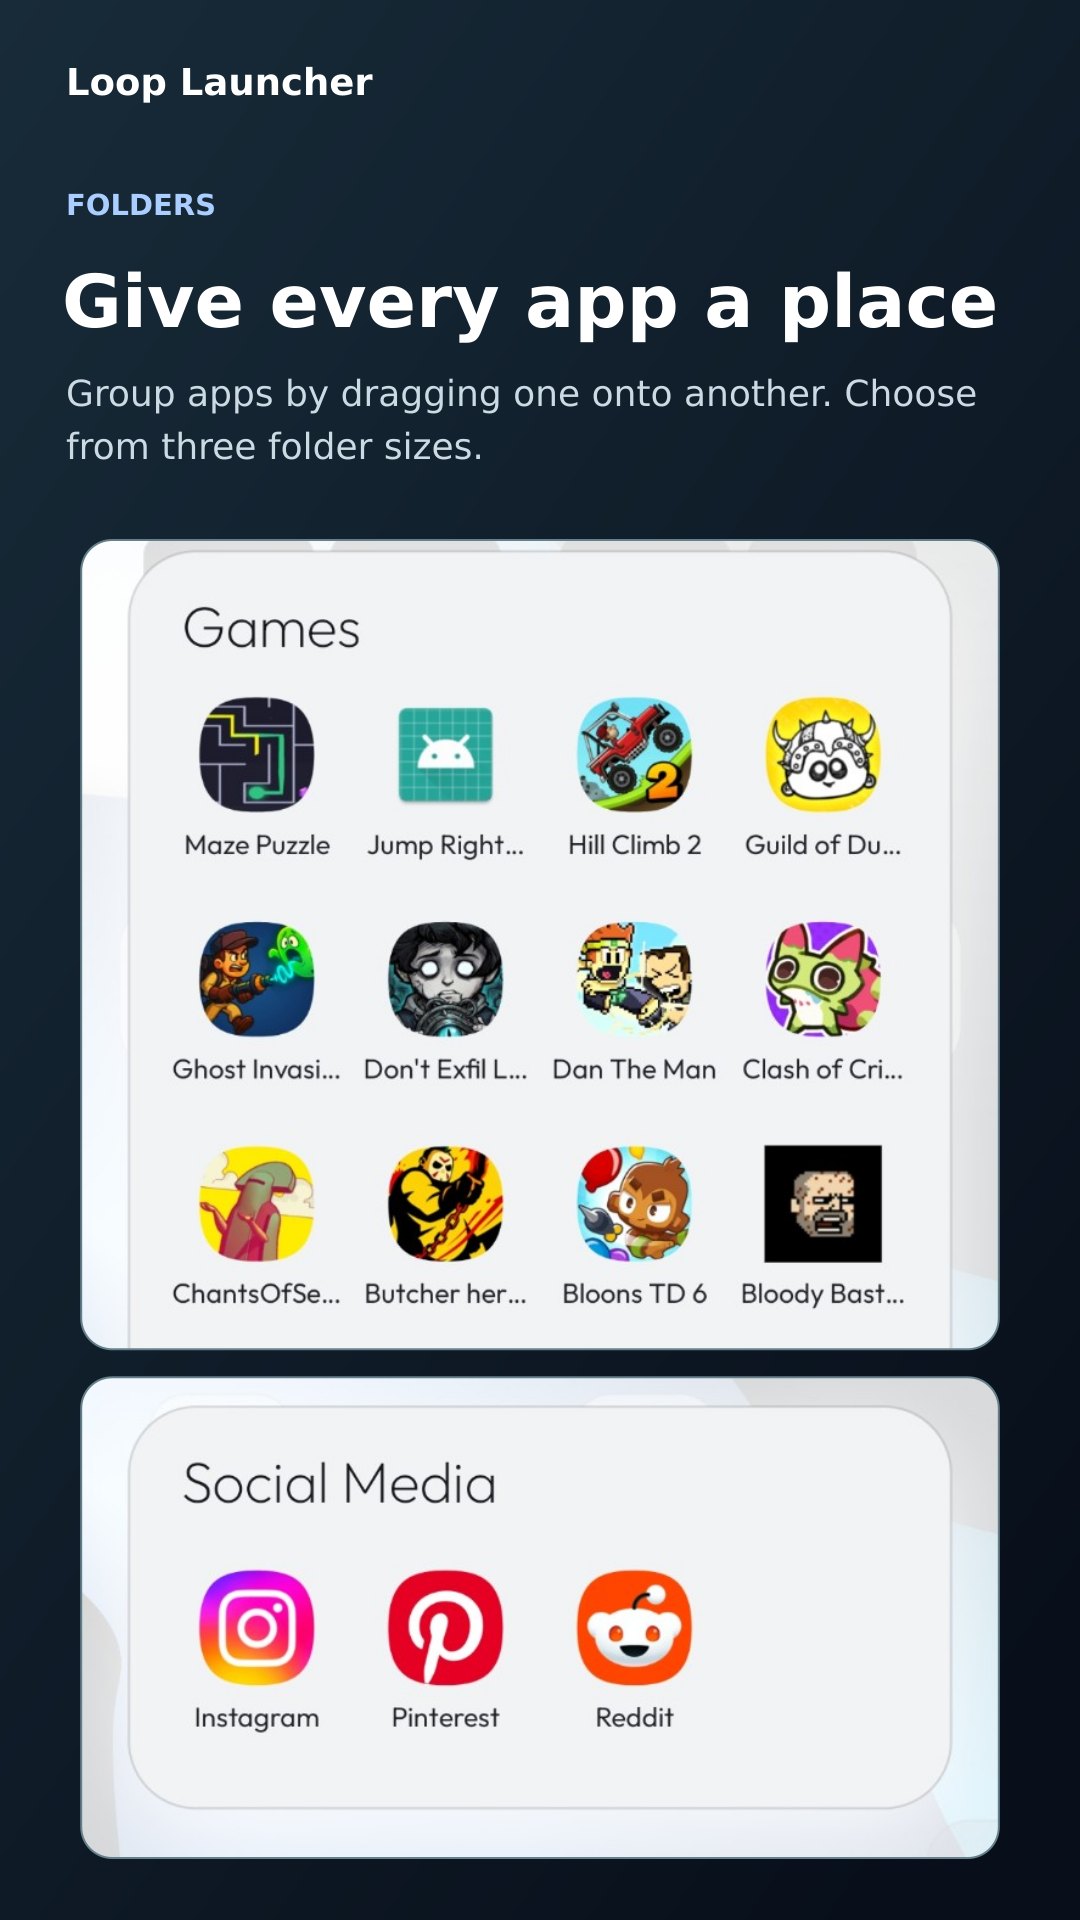 Loop Launcher
FOLDERS
Give every app a place
Group apps by dragging one onto another. Choose
from three folder sizes.
Games
Maze Puzzle Jump Right... Hill Climb 2 Guild of Du...
2
Ghost Invasi... Don't Exfil L... Dan The Man Clash of Cri...
ChantsOfSe... Butcher her... Bloons TD 6 Bloody Bast...
Social Media
Instagram Pinterest Reddit